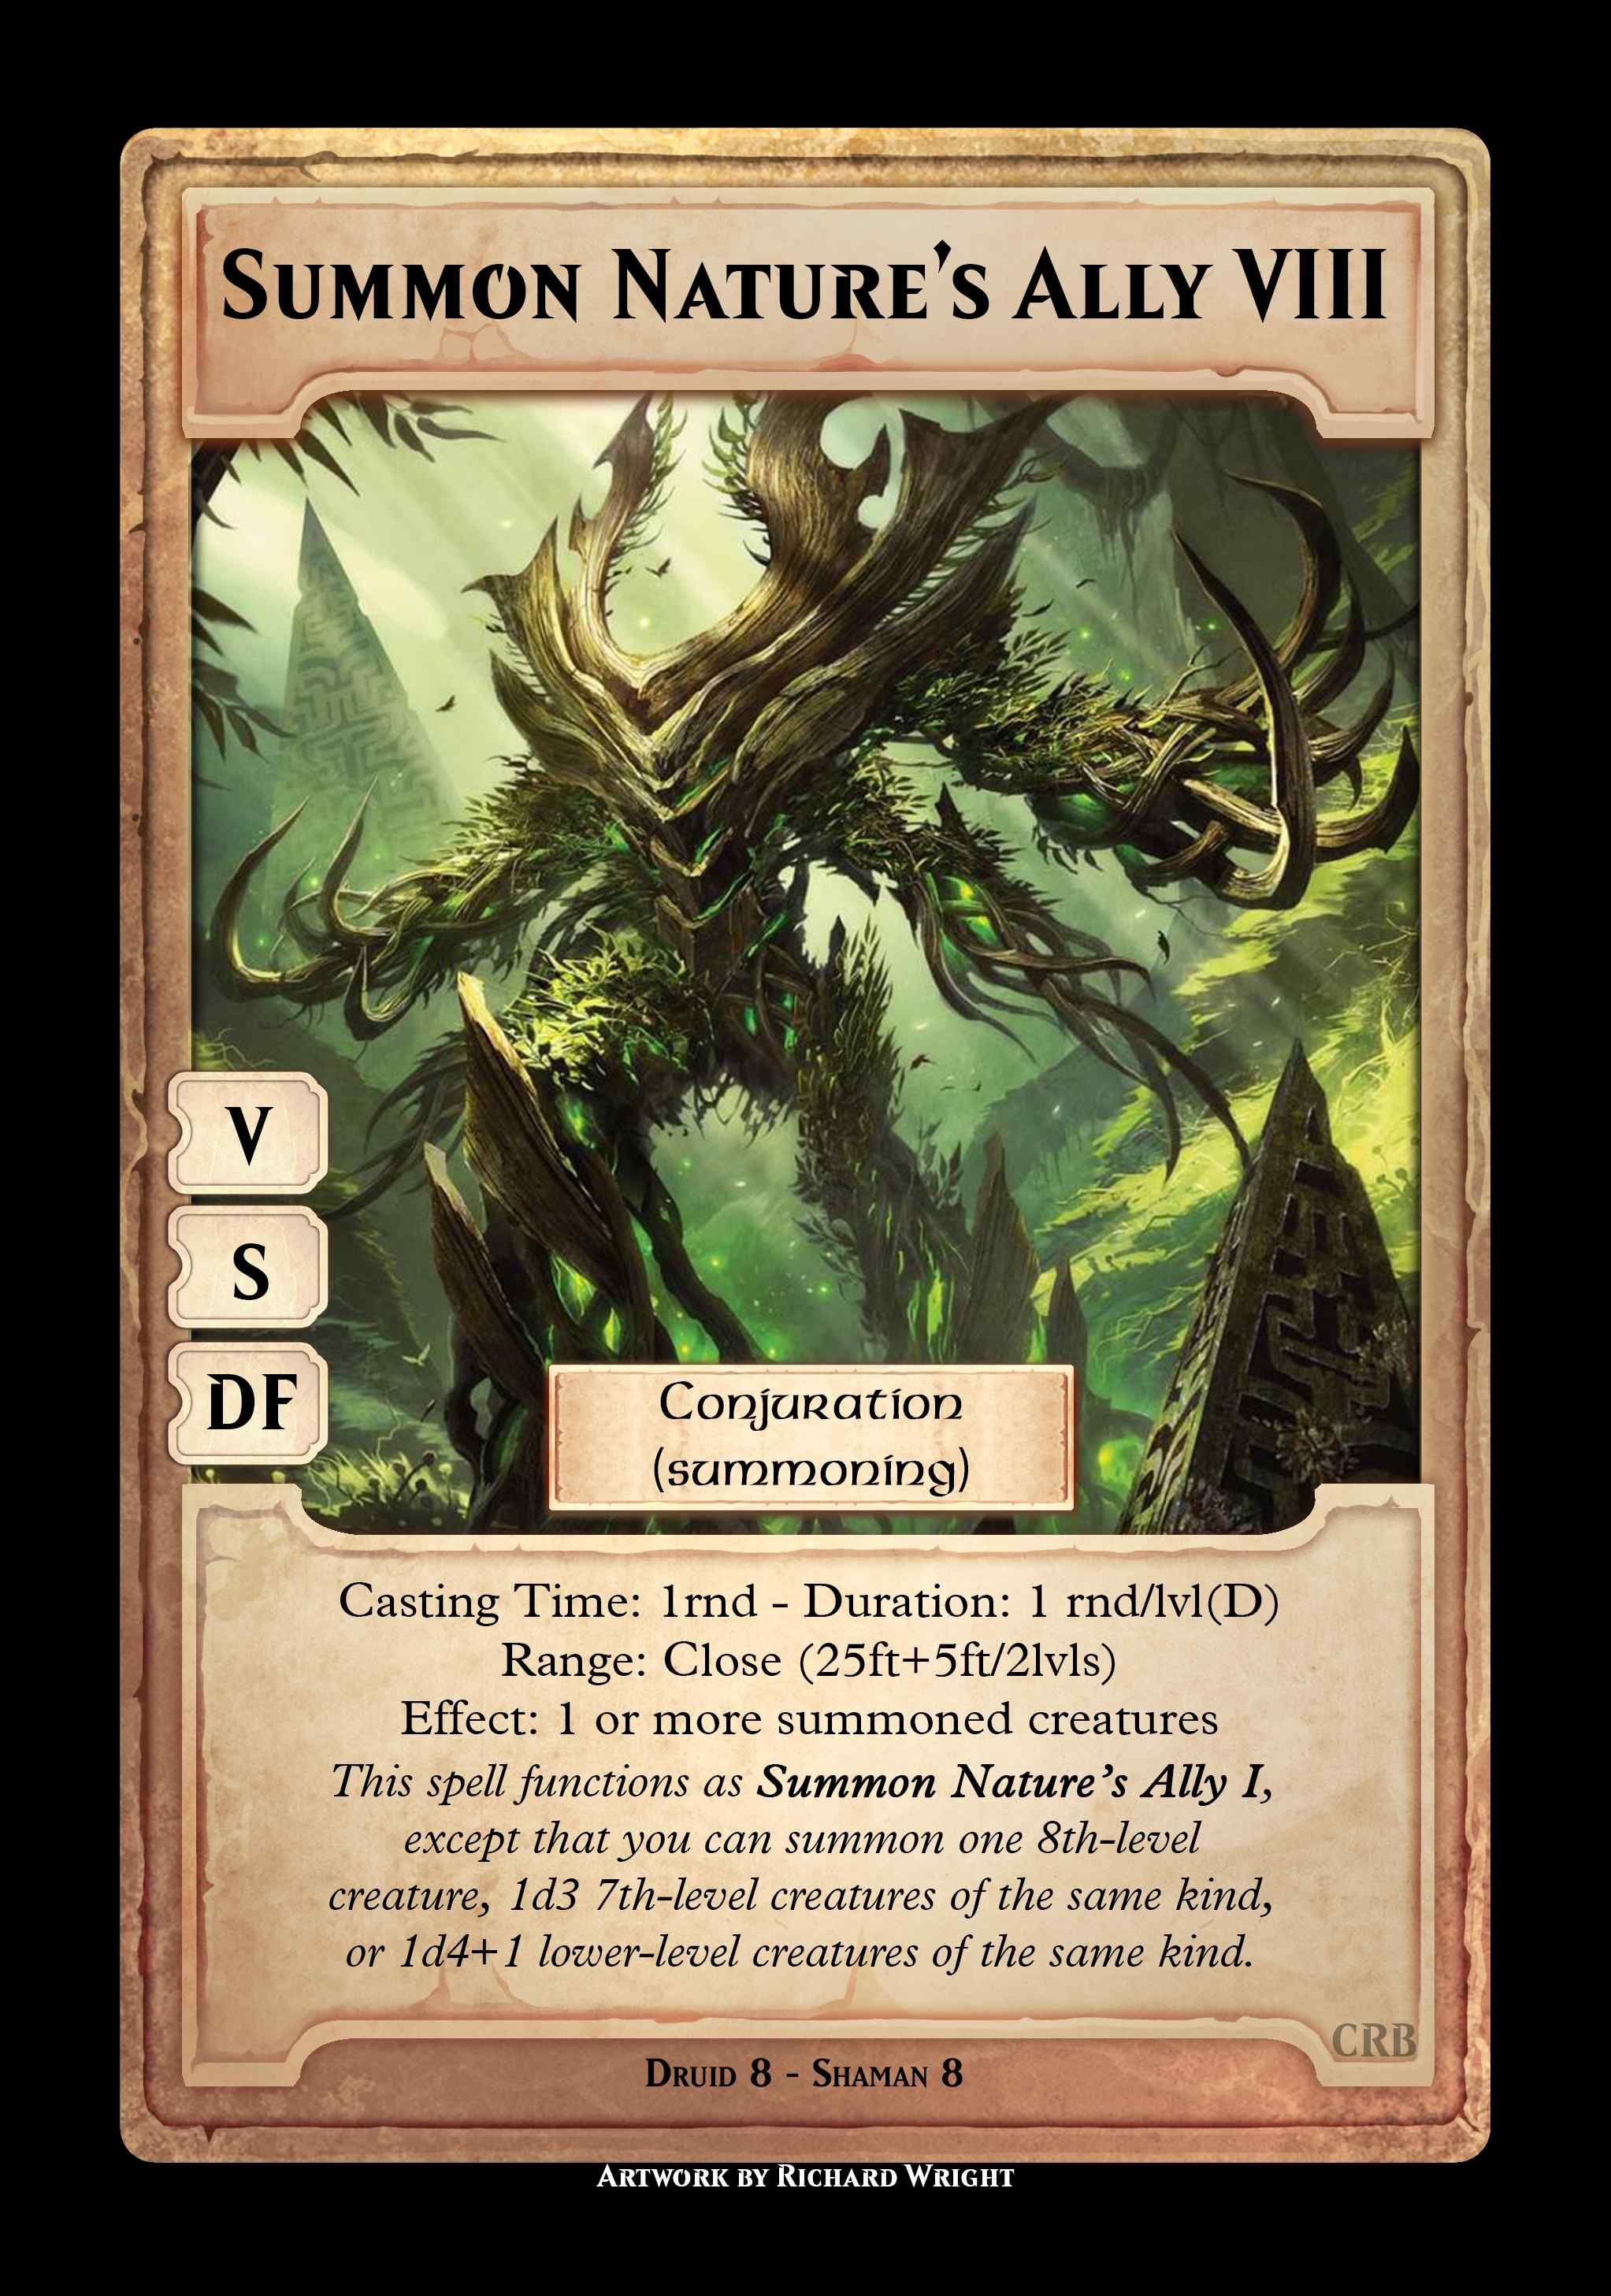 Summon Nature's Ally VIII
V
S
DF
Conjuration
(summoning)
Casting Time: 1rnd - Duration: 1 rnd/lvl(D)
Range: Close (25ft+5ft/2lvls)
Effect: 1 or more summoned creatures
This spell functions as Summon Nature's Ally I,
except that you can summon one 8th-level
creature, 1d3 7th-level creatures of the same kind,
or 1d4+1 lower-level creatures of the same kind.
CRB
Druid 8 - Shaman 8
Artwork by Richard Wright